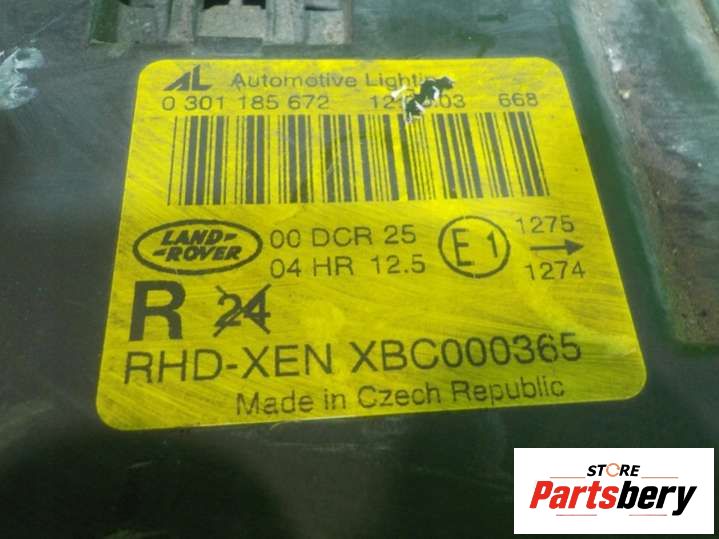 AL Automotive
0 301 185 672 668
LAND-
ROVER
00 DCR 25
04 HR 12.5
E1
1275
1274
R 24
RHD-XEN XBC000365
Made in Czech Republic
STORE
Partsbery